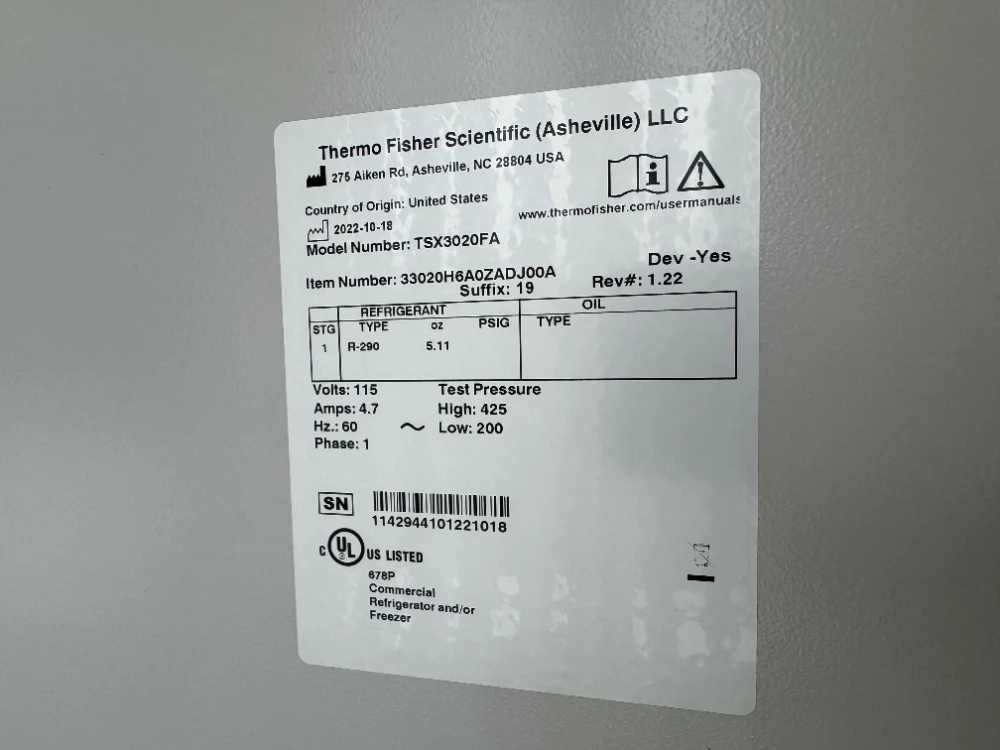 Thermo Fisher Scientific (Asheville) LLC
275 Aiken Rd, Asheville, NC 28804 USA
Country of Origin: United States
www.thermofisher.com/usermanuals
2022-10-18
Model Number: TSX3020FA
Dev -Yes
Item Number: 33020H6A0ZADJ00A
Suffix: 19
Rev#: 1.22
REFRIGERANT OIL
STG TYPE oz PSIG TYPE
1 R-290 5.11
Volts: 115 Test Pressure
Amps: 4.7 High: 425
Hz.: 60 ~ Low: 200
Phase: 1
SN
1142944101221018
C UL US LISTED
678P
Commercial
Refrigerator and/or
Freezer